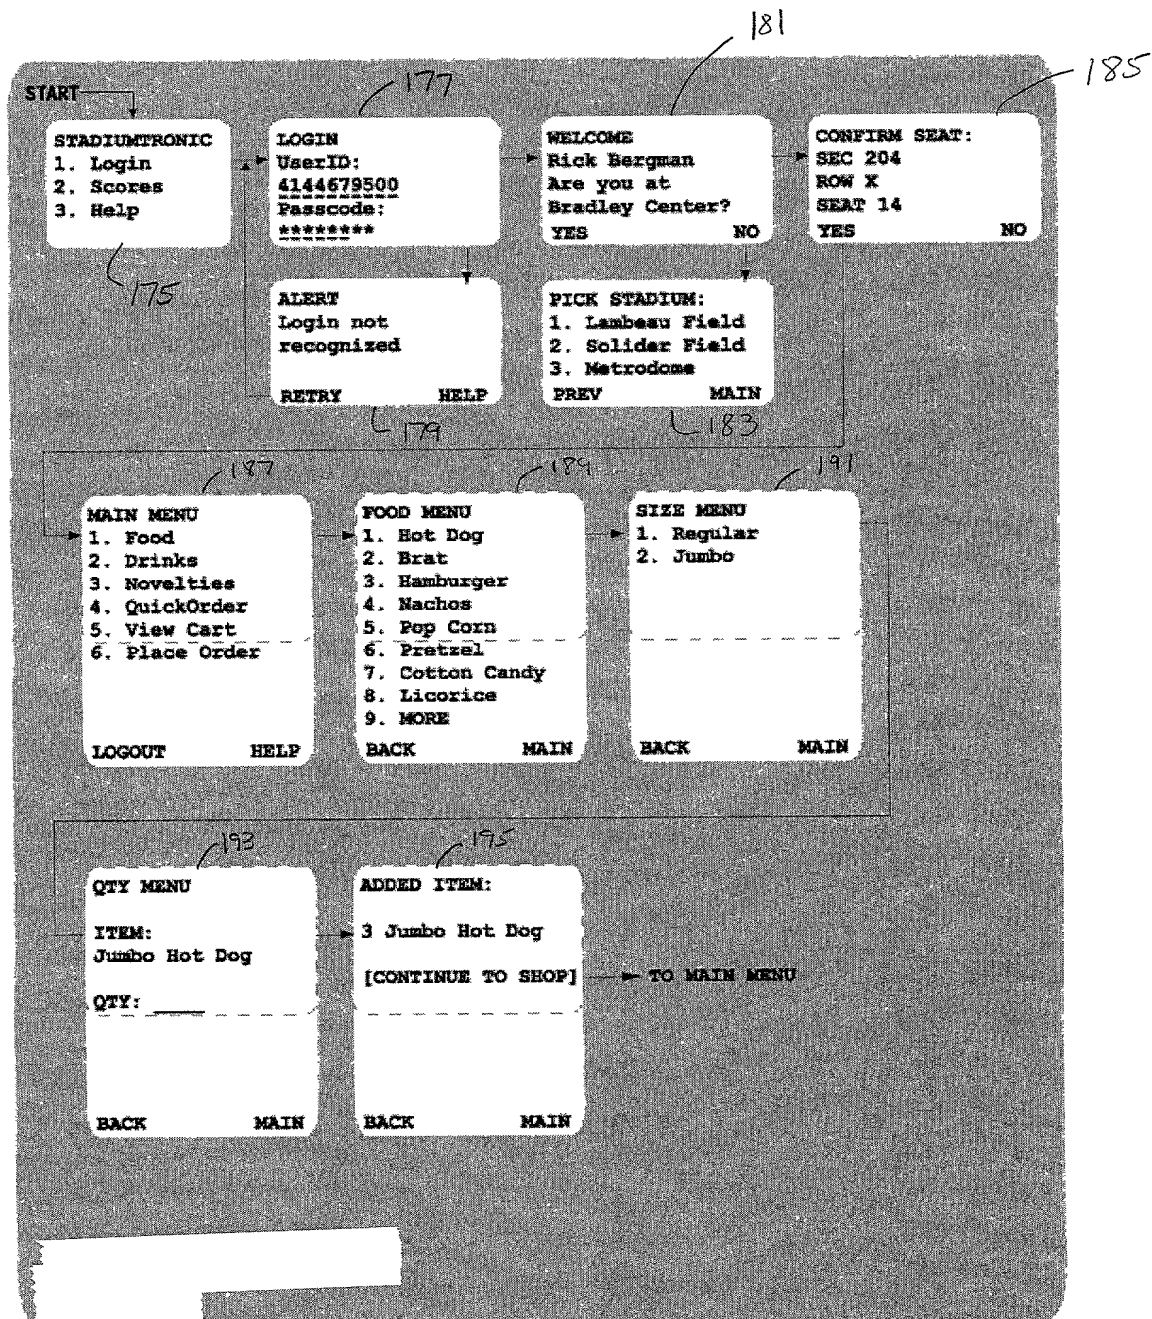 181
177
185
START
STADIUMTRONIC
1. Login
2. Scores
3. Help
175
LOGIN
UserID:
4144679500
Passcode:
********
WELCOME
Rick Bergman
Are you at
Bradley Center?
YES NO
CONFIRM SEAT:
SEC 204
ROW X
SEAT 14
YES NO
ALERT
Login not
recognized
RETRY HELP
179
PICK STADIUM:
1. Lambeau Field
2. Solider Field
3. Metrodome
PREV MAIN
183
187
MAIN MENU
1. Food
2. Drinks
3. Novelties
4. QuickOrder
5. View Cart
6. Place Order
LOGOUT HELP
189
FOOD MENU
1. Hot Dog
2. Brat
3. Hamburger
4. Nachos
5. Pop Corn
6. Pretzel
7. Cotton Candy
8. Licorice
9. MORE
BACK MAIN
191
SIZE MENU
1. Regular
2. Jumbo
BACK MAIN
193
QTY MENU
ITEM:
Jumbo Hot Dog
QTY: ____
BACK MAIN
195
ADDED ITEM:
3 Jumbo Hot Dog
[CONTINUE TO SHOP]
BACK MAIN
TO MAIN MENU